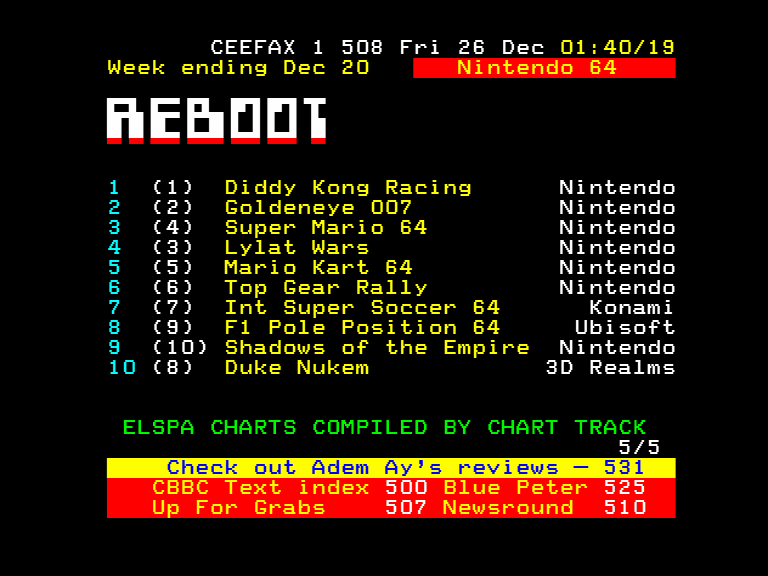 CEEFAX 1 508 Fri 26 Dec 01:40/19
Week ending Dec 20 Nintendo 64
REBOOT
1 (1) Diddy Kong Racing Nintendo
2 (2) Goldeneye 007 Nintendo
3 (4) Super Mario 64 Nintendo
4 (3) Lylat Wars Nintendo
5 (5) Mario Kart 64 Nintendo
6 (6) Top Gear Rally Nintendo
7 (7) Int Super Soccer 64 Konami
8 (9) F1 Pole Position 64 Ubisoft
9 (10) Shadows of the Empire Nintendo
10 (8) Duke Nukem 3D Realms
ELSPA CHARTS COMPILED BY CHART TRACK
5/5
Check out Adem Ay's reviews – 531
CBBC Text index 500 Blue Peter 525
Up For Grabs 507 Newsround 510